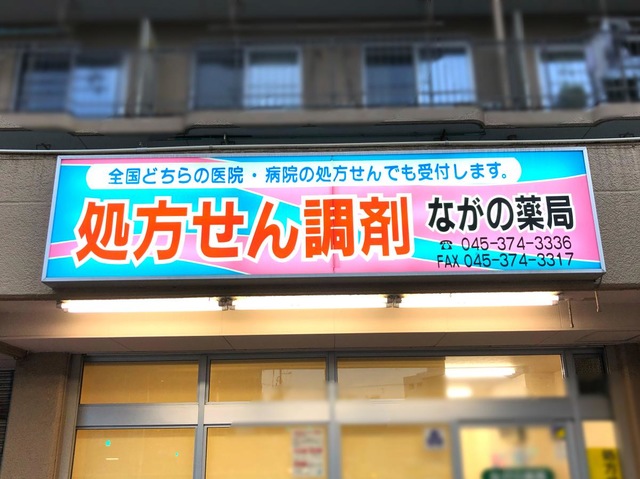 全国どちらの医院・病院の処方せんでも受付します。
処方せん調剤
ながの薬局
☎ 045-374-3336
FAX 045-374-3317